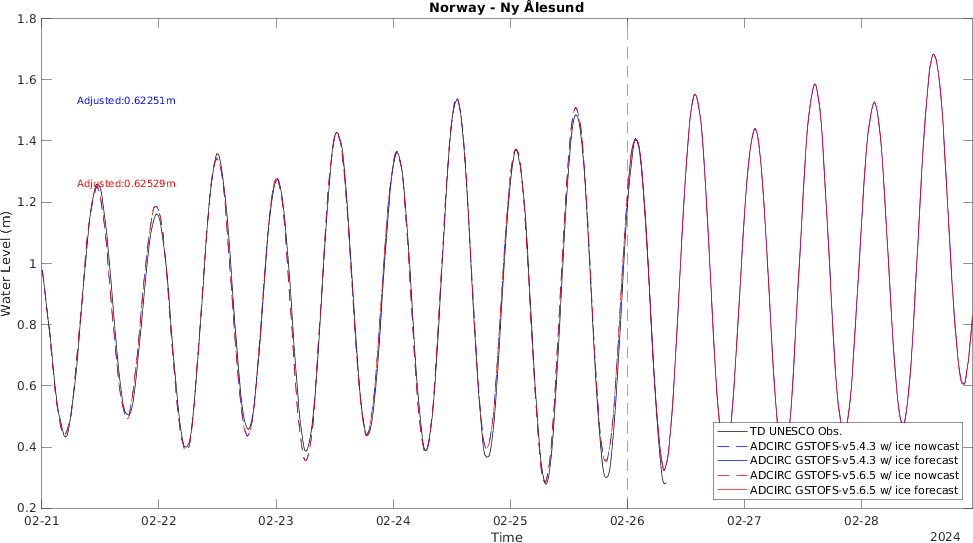 Norway - Ny Ålesund
1.8
1.6
1.4
1.2
1
0.8
0.6
0.4
0.2
Water Level (m)
Adjusted:0.62251m
Adjusted:0.62529m
TD UNESCO Obs.
ADCIRC GSTOFS-v5.4.3 w/ ice nowcast
ADCIRC GSTOFS-v5.4.3 w/ ice forecast
ADCIRC GSTOFS-v5.6.5 w/ ice nowcast
ADCIRC GSTOFS-v5.6.5 w/ ice forecast
02-21 02-22 02-23 02-24 02-25 02-26 02-27 02-28
Time
2024